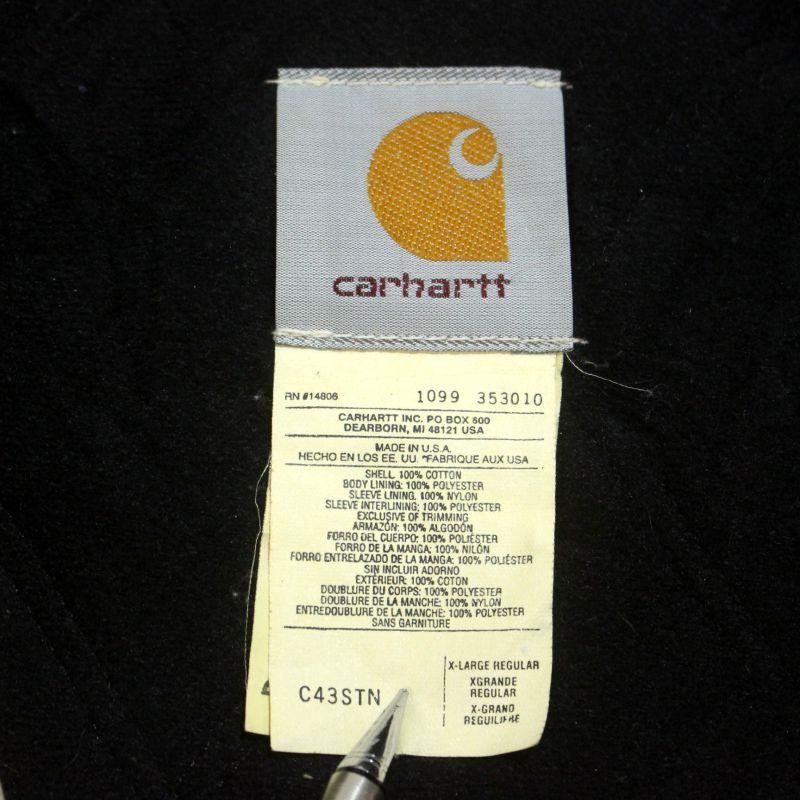 carhartt
RN #14806 1099 353010
CARHARTT INC. PO BOX 600
DEARBORN, MI 48121 USA
MADE IN U.S.A.
HECHO EN LOS EE. UU. *FABRIQUE AUX USA
SHELL 100% COTTON
BODY LINING: 100% POLYESTER
SLEEVE LINING. 100% NYLON
SLEEVE INTERLINING; 100% POLYESTER
EXCLUSIVE OF TRIMMING
ARMAZÓN: 100% ALGODÓN
FORRO DEL CUERPO: 100% POLIÉSTER
FORRO DE LA MANGA: 100% NILÓN
FORRO ENTRELAZADO DE LA MANGA: 100% POLIÉSTER
SIN INCLUIR ADORNO
EXTÉRIEUR: 100% COTON
DOUBLURE DU CORPS: 100% POLYESTER
DOUBLURE DE LA MANCHE: 100% NYLON
ENTREDOUBLURE DE LA MANCHE: 100% POLYESTER
SANS GARNITURE
C43STN
X-LARGE REGULAR
XGRANDE
REGULAR
X-GRAND